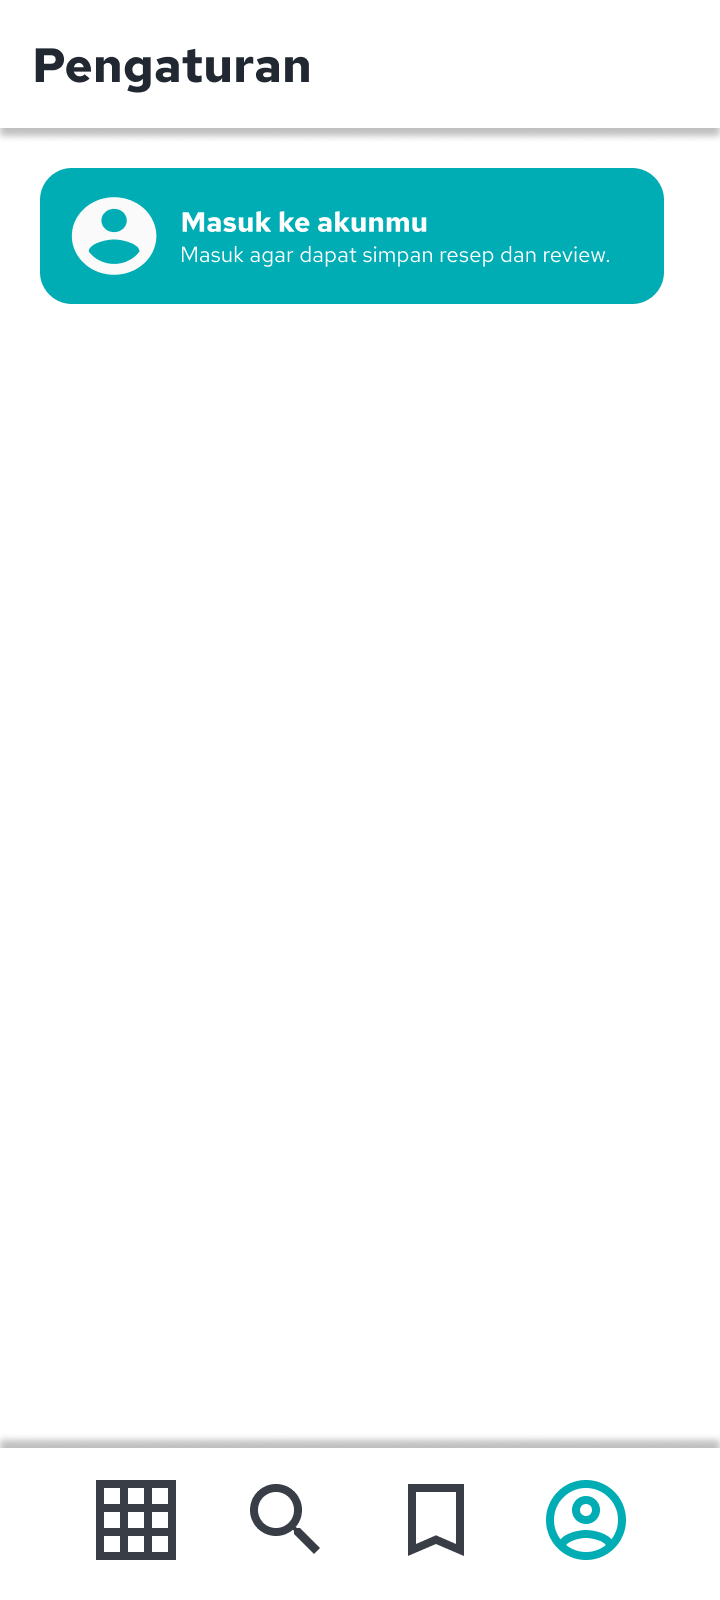 Pengaturan
Masuk ke akunmu
Masuk agar dapat simpan resep dan review.